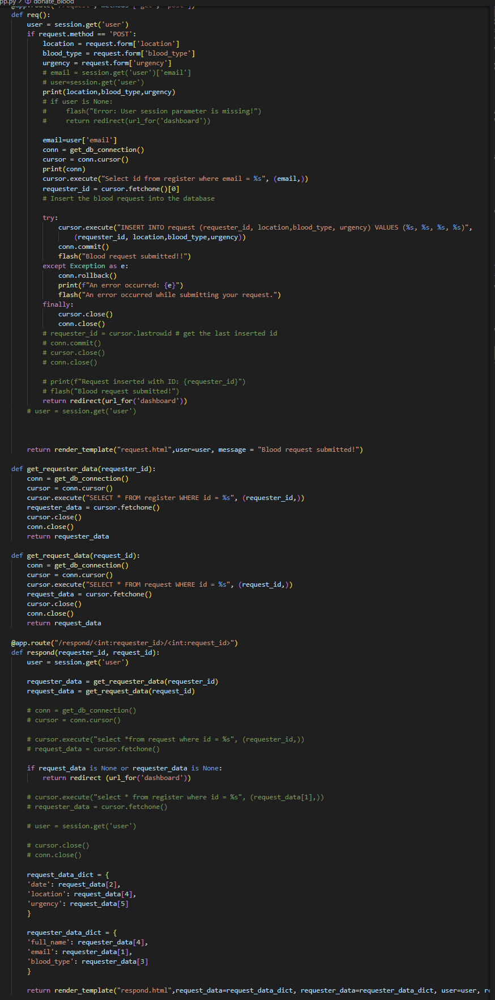 pp.py > donate_blood
@app.route("/request", methods=["get", "post"])
def req():
    user = session.get('user')
    if request.method == 'POST':
        location = request.form['location']
        blood_type = request.form['blood_type']
        urgency = request.form['urgency']
        # email = session.get('user')['email']
        # user=session.get('user')
        print(location,blood_type,urgency)
        # if user is None:
        #     flash("Error: User session parameter is missing!")
        #     return redirect(url_for('dashboard'))

        email=user['email']
        conn = get_db_connection()
        cursor = conn.cursor()
        print(conn)
        cursor.execute("Select id from register where email = %s", (email,))
        requester_id = cursor.fetchone()[0]
        # Insert the blood request into the database

        try:
            cursor.execute("INSERT INTO request (requester_id, location,blood_type, urgency) VALUES (%s, %s, %s, %s)",
                (requester_id, location,blood_type,urgency))
            conn.commit()
            flash("Blood request submitted!!")
        except Exception as e:
            conn.rollback()
            print(f"An error occurred: {e}")
            flash("An error occurred while submitting your request.")
        finally:
            cursor.close()
            conn.close()
        # requester_id = cursor.lastrowid # get the last inserted id
        # conn.commit()
        # cursor.close()
        # conn.close()

        # print(f"Request inserted with ID: {requester_id}")
        # flash("Blood request submitted!")
        return redirect(url_for('dashboard'))
    # user = session.get('user')

    return render_template("request.html",user=user, message = "Blood request submitted!")

def get_requester_data(requester_id):
    conn = get_db_connection()
    cursor = conn.cursor()
    cursor.execute("SELECT * FROM register WHERE id = %s", (requester_id,))
    requester_data = cursor.fetchone()
    cursor.close()
    conn.close()
    return requester_data

def get_request_data(request_id):
    conn = get_db_connection()
    cursor = conn.cursor()
    cursor.execute("SELECT * FROM request WHERE id = %s", (request_id,))
    request_data = cursor.fetchone()
    cursor.close()
    conn.close()
    return request_data

@app.route("/respond/<int:requester_id>/<int:request_id>")
def respond(requester_id, request_id):
    user = session.get('user')

    requester_data = get_requester_data(requester_id)
    request_data = get_request_data(request_id)

    # conn = get_db_connection()
    # cursor = conn.cursor()

    # cursor.execute("select *from request where id = %s", (requester_id,))
    # request_data = cursor.fetchone()

    if request_data is None or requester_data is None:
        return redirect (url_for('dashboard'))

    # cursor.execute("select * from register where id = %s", (request_data[1],))
    # requester_data = cursor.fetchone()

    # user = session.get('user')

    # cursor.close()
    # conn.close()

    request_data_dict = {
    'date': request_data[2],
    'location': request_data[4],
    'urgency': request_data[5]
    }

    requester_data_dict = {
    'full_name': requester_data[4],
    'email': requester_data[1],
    'blood_type': requester_data[3]
    }

    return render_template("respond.html",request_data=request_data_dict, requester_data=requester_data_dict, user=user, re